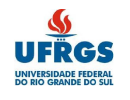 UFRGS
UNIVERSIDADE FEDERAL
DO RIO GRANDE DO SUL